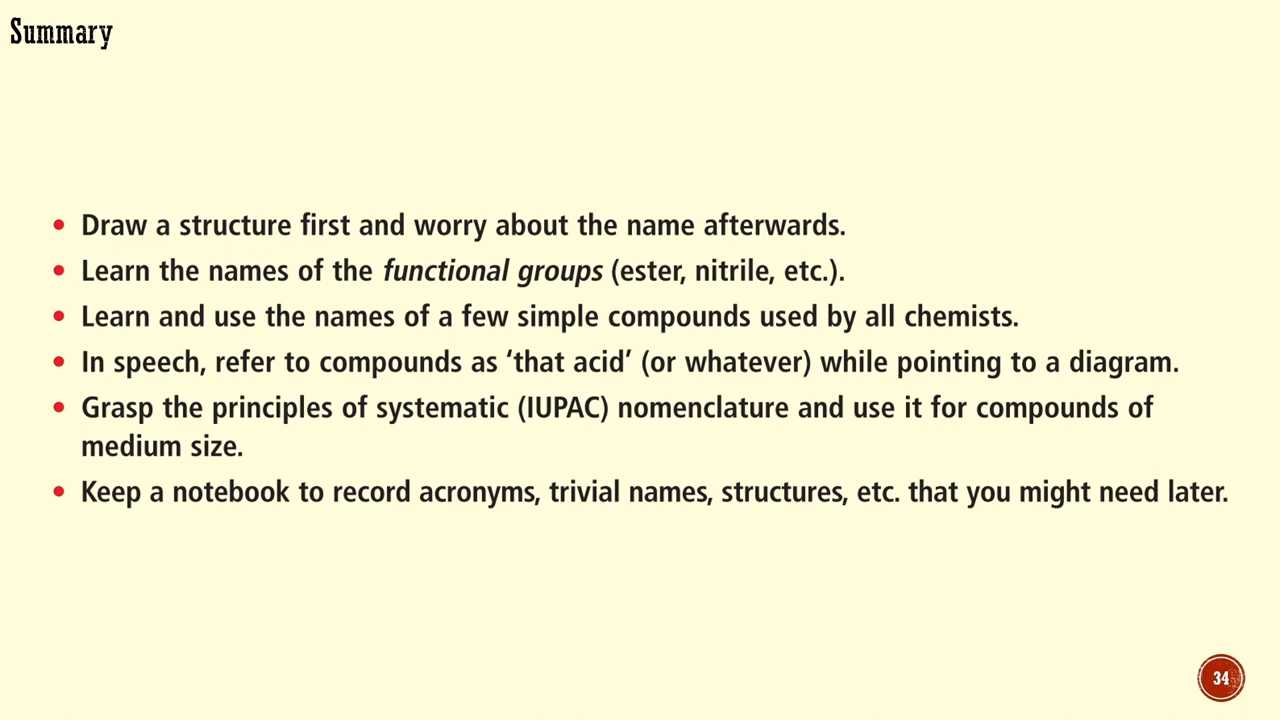 Summary
• Draw a structure first and worry about the name afterwards.
• Learn the names of the functional groups (ester, nitrile, etc.).
• Learn and use the names of a few simple compounds used by all chemists.
• In speech, refer to compounds as ‘that acid’ (or whatever) while pointing to a diagram.
• Grasp the principles of systematic (IUPAC) nomenclature and use it for compounds of
medium size.
• Keep a notebook to record acronyms, trivial names, structures, etc. that you might need later.
34